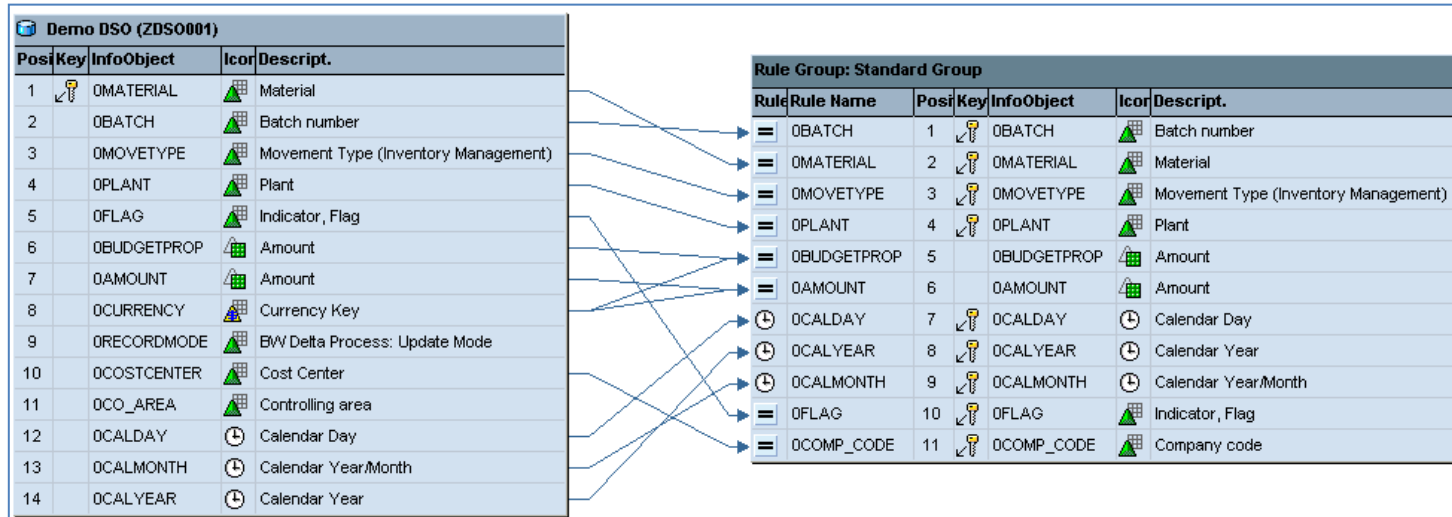 Demo DSO (ZDSO001)
Posi Key InfoObject Icor Descript.
1 0MATERIAL Material
2 0BATCH Batch number
3 0MOVETYPE Movement Type (Inventory Management)
4 0PLANT Plant
5 0FLAG Indicator, Flag
6 0BUDGETPROP Amount
7 0AMOUNT Amount
8 0CURRENCY Currency Key
9 0RECORDMODE BW Delta Process: Update Mode
10 0COSTCENTER Cost Center
11 0CO_AREA Controlling area
12 0CALDAY Calendar Day
13 0CALMONTH Calendar Year/Month
14 0CALYEAR Calendar Year
Rule Group: Standard Group
Rule Rule Name Posi Key InfoObject Icor Descript.
= 0BATCH 1 0BATCH Batch number
= 0MATERIAL 2 0MATERIAL Material
= 0MOVETYPE 3 0MOVETYPE Movement Type (Inventory Management)
= 0PLANT 4 0PLANT Plant
= 0BUDGETPROP 5 0BUDGETPROP Amount
= 0AMOUNT 6 0AMOUNT Amount
0CALDAY 7 0CALDAY Calendar Day
0CALYEAR 8 0CALYEAR Calendar Year
0CALMONTH 9 0CALMONTH Calendar Year/Month
= 0FLAG 10 0FLAG Indicator, Flag
= 0COMP_CODE 11 0COMP_CODE Company code